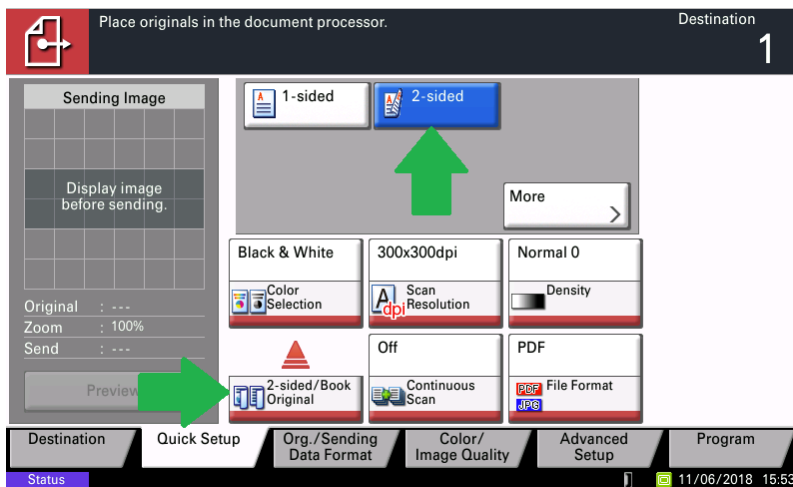 Place originals in the document processor.
Destination
1
Sending Image
Display image
before sending.
Original : ---
Zoom : 100%
Send : ---
Preview
1-sided
2-sided
More
Black & White
Color
Selection
300x300dpi
Scan
Resolution
Normal 0
Density
2-sided/Book
Original
Off
Continuous
Scan
PDF
File Format
Destination
Quick Setup
Org./Sending
Data Format
Color/
Image Quality
Advanced
Setup
Program
Status
11/06/2018 15:53